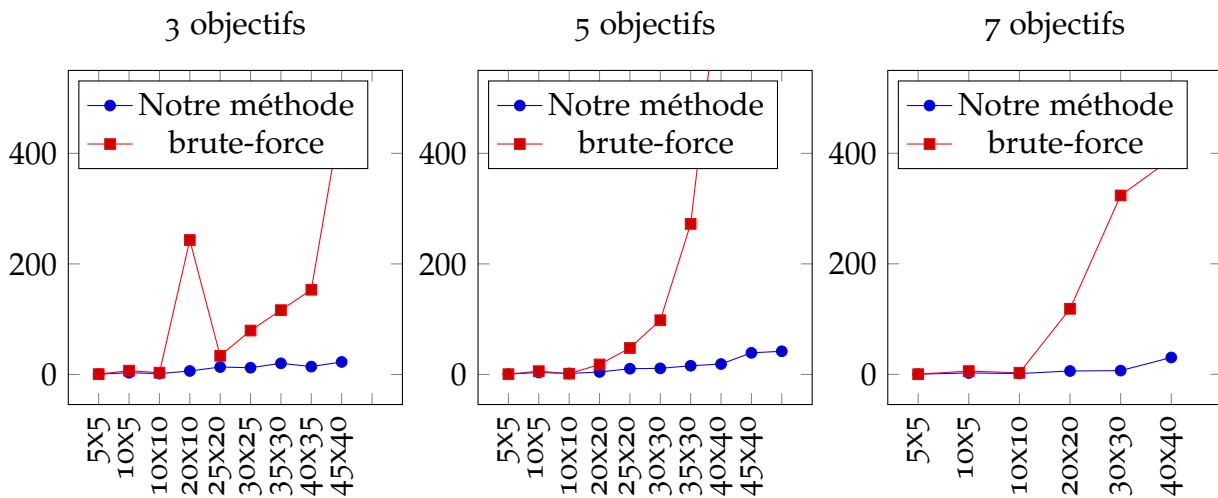 3 objectifs
Notre méthode
brute-force
400
200
0
5x5
10x5
10x10
20x10
25x20
30x25
35x30
40x35
45x40
5 objectifs
Notre méthode
brute-force
400
200
0
5x5
10x5
10x10
20x20
25x20
30x30
35x30
40x40
45x40
7 objectifs
Notre méthode
brute-force
400
200
0
5x5
10x5
10x10
20x20
30x30
40x40